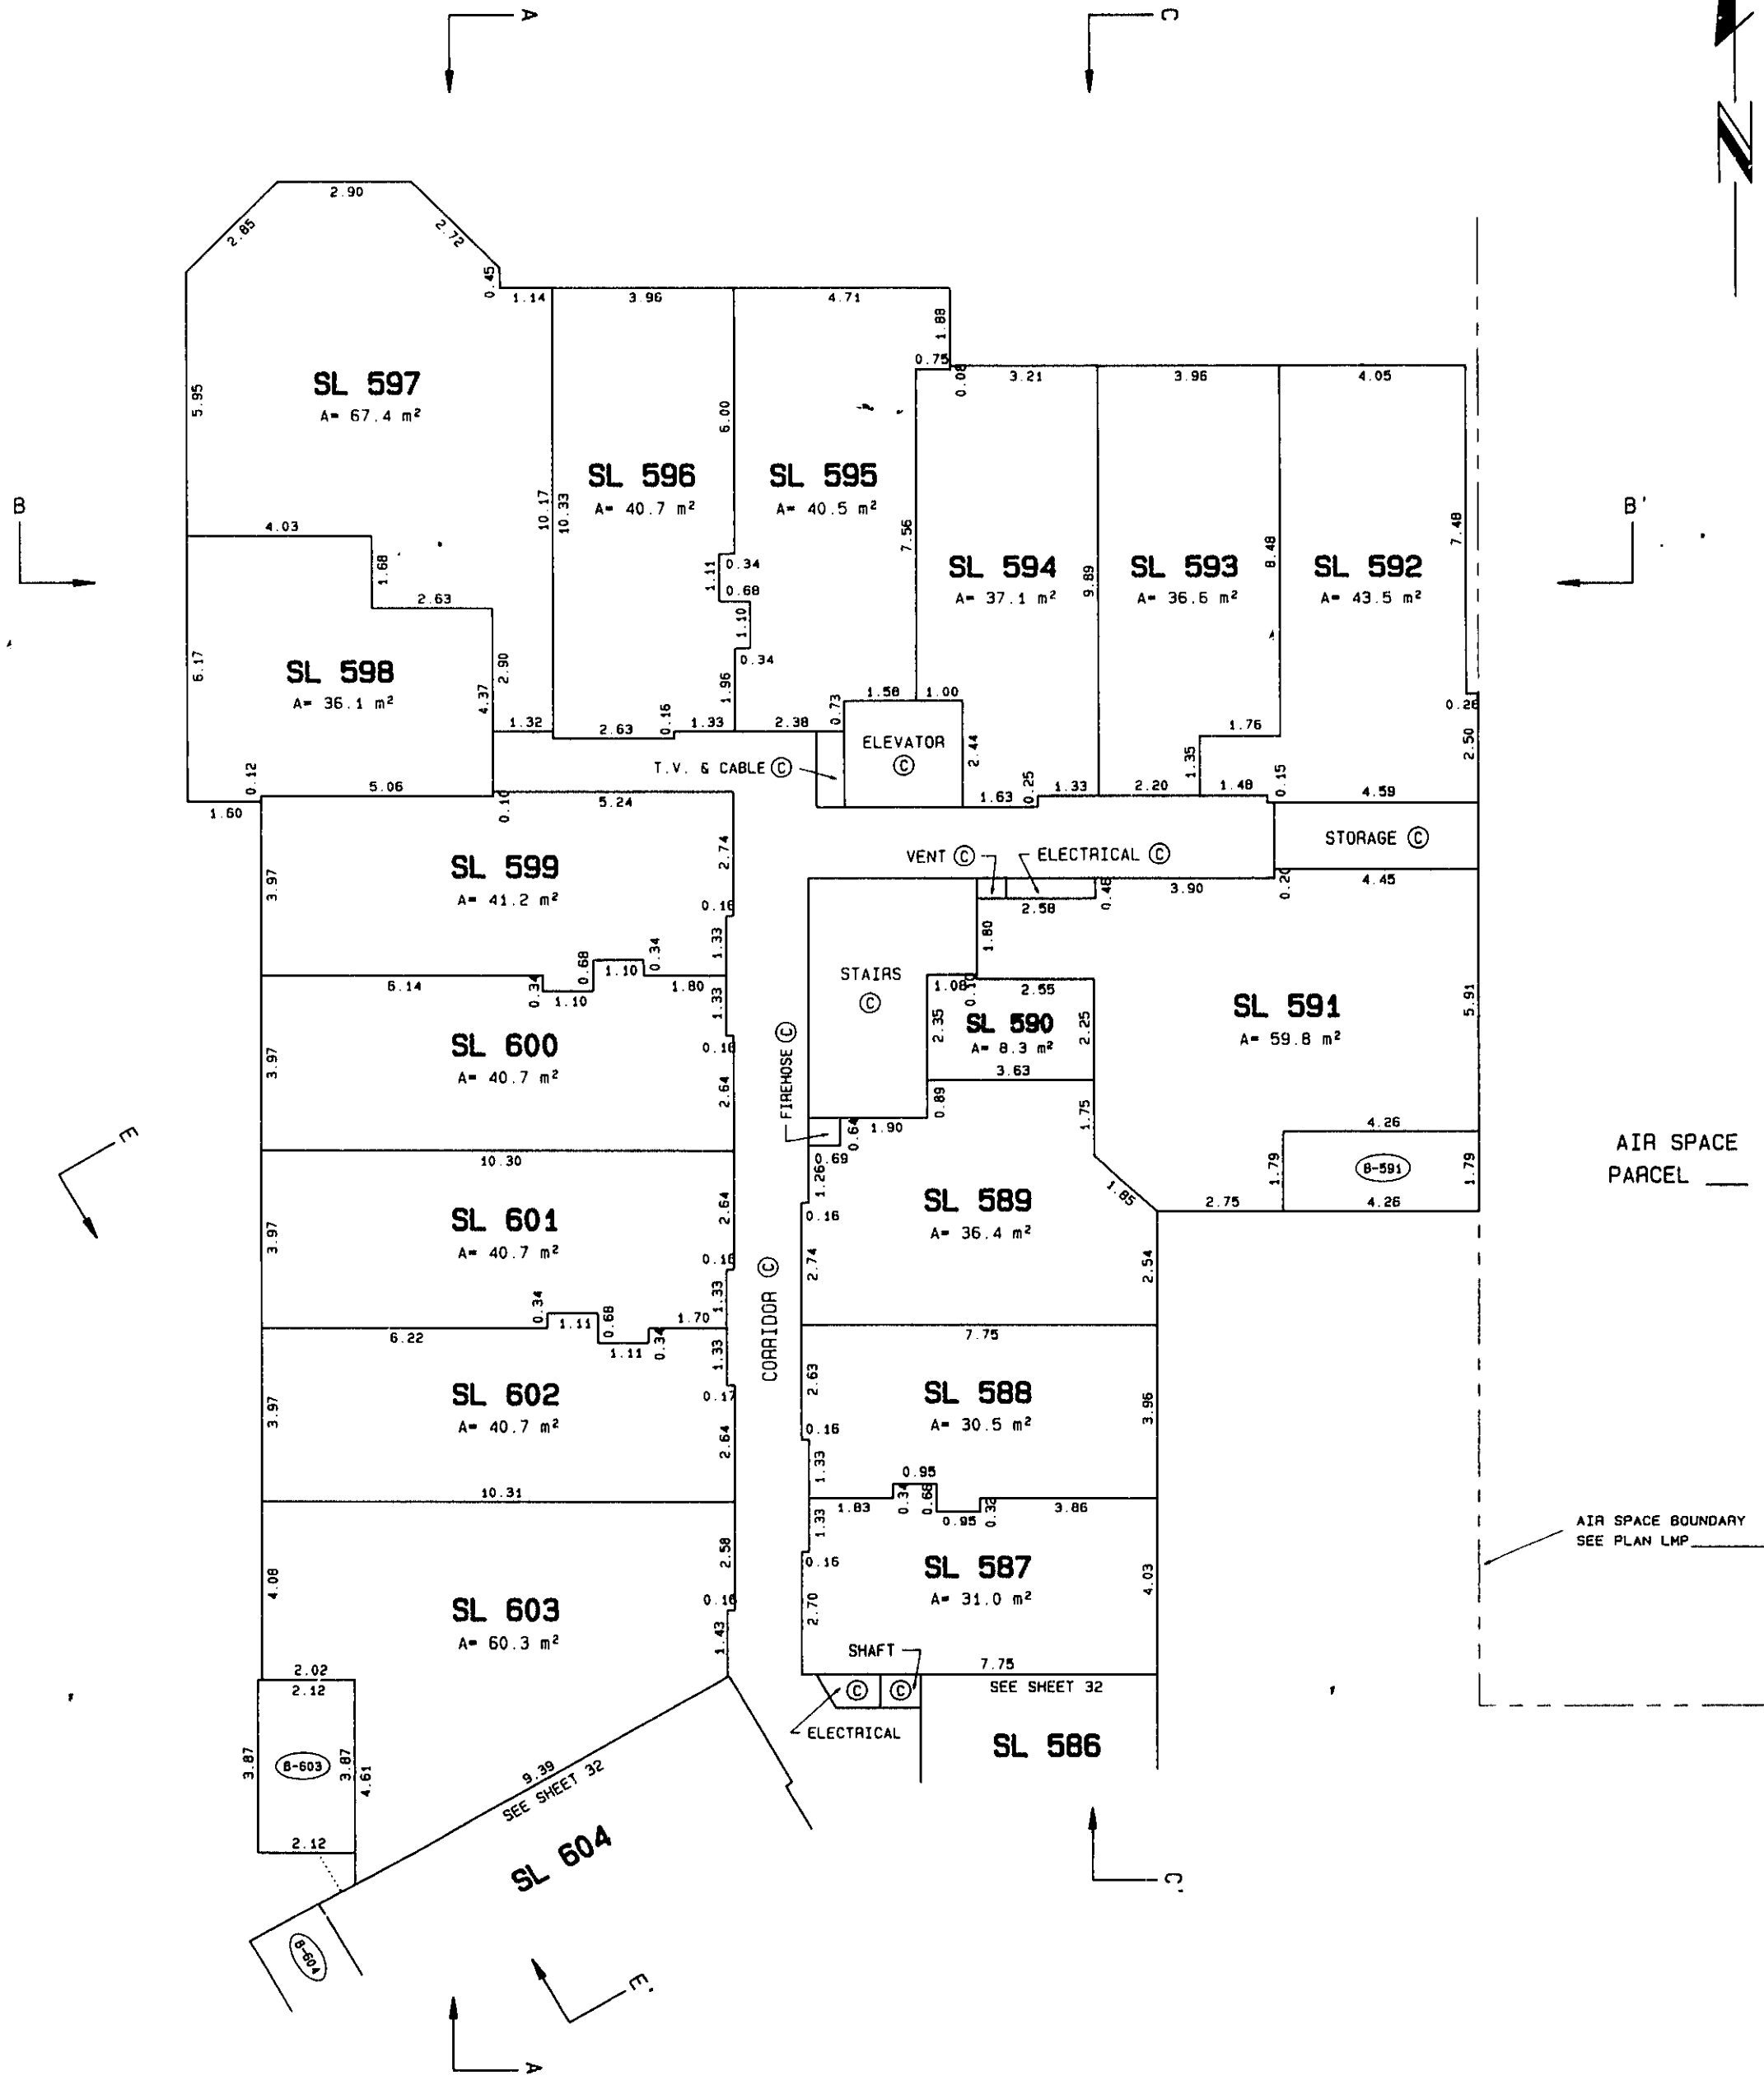 A
C
N
2.90
2.85
2.72
0.45
1.14
3.96
4.71
1.88
0.75
0.08
3.21
3.96
4.05
SL 597
A= 67.4 m²
5.95
6.00
SL 596
A= 40.7 m²
SL 595
A= 40.5 m²
10.17
10.33
7.56
7.48
8.48
9.89
B
B'
4.03
1.68
2.63
1.11
0.34
0.68
1.10
0.34
SL 594
A= 37.1 m²
SL 593
A= 36.6 m²
SL 592
A= 43.5 m²
6.17
SL 598
A= 36.1 m²
2.90
4.37
1.96
0.73
1.58
1.00
0.26
2.50
1.32
2.63
0.16
1.33
2.38
ELEVATOR
C
2.44
1.76
1.35
T.V. & CABLE C
0.12
5.06
0.10
5.24
1.63
0.25
1.33
2.20
1.48
0.15
4.59
1.60
STORAGE C
VENT C
ELECTRICAL C
2.74
SL 599
A= 41.2 m²
3.97
0.16
1.33
2.58
0.48
3.90
0.20
4.45
1.80
0.68
1.10
0.34
6.14
0.34
1.10
1.80
STAIRS
C
1.08
0.10
2.55
2.35
SL 590
A= 8.3 m²
2.25
3.63
SL 591
A= 59.8 m²
5.91
1.33
0.16
SL 600
A= 40.7 m²
3.97
2.64
FIREHOSE C
0.89
1.75
1.90
0.64
0.69
4.26
1.79
B-591
1.79
4.26
AIR SPACE
PARCEL
E
10.30
1.26
0.16
SL 589
A= 36.4 m²
1.85
2.75
SL 601
A= 40.7 m²
3.97
2.64
0.16
1.33
2.74
2.54
CORRIDOR C
0.34
1.11
0.68
1.70
6.22
1.11
0.34
1.33
7.75
2.63
SL 588
A= 30.5 m²
3.96
0.16
1.33
SL 602
A= 40.7 m²
3.97
0.17
2.64
0.95
1.83
0.34
0.68
0.95
0.32
3.86
10.31
1.33
0.16
SL 587
A= 31.0 m²
4.03
2.70
AIR SPACE BOUNDARY
SEE PLAN LMP
4.08
SL 603
A= 60.3 m²
2.58
0.16
1.43
SHAFT
7.75
SEE SHEET 32
2.02
2.12
C
C
ELECTRICAL
SL 586
3.87
B-603
3.87
4.61
2.12
9.39
SEE SHEET 32
SL 604
B-604
C'
E'
A